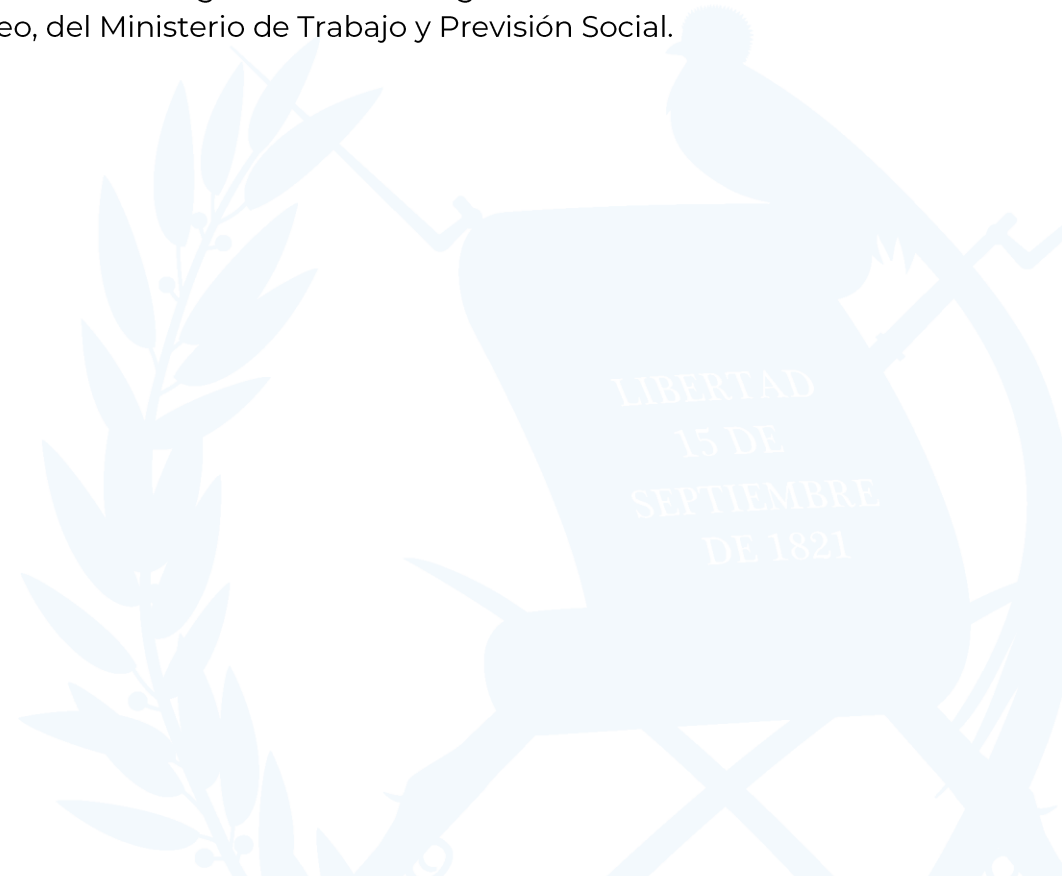 eo, del Ministerio de Trabajo y Previsión Social.
LIBERTAD
15 DE
SEPTIEMBRE
DE 1821